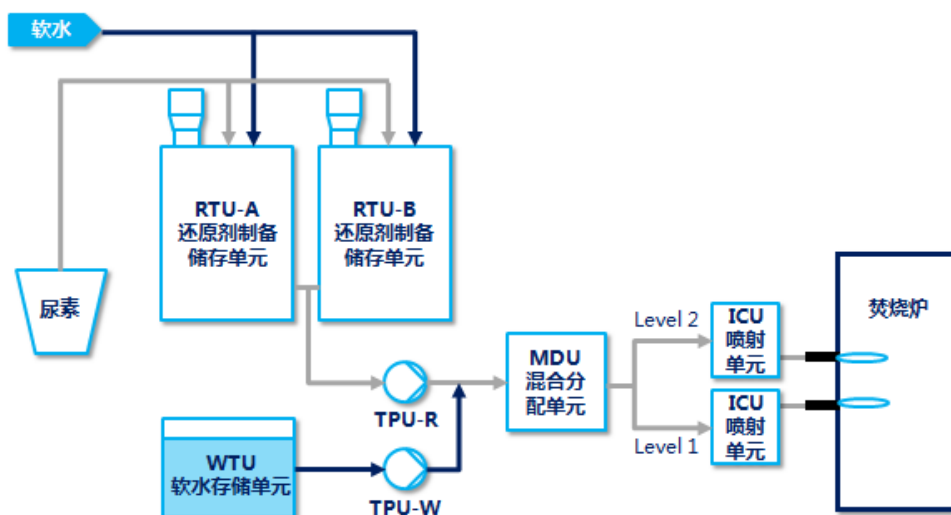 软水
RTU-A
还原剂制备
储存单元
RTU-B
还原剂制备
储存单元
尿素
TPU-R
WTU
软水存储单元
TPU-W
MDU
混合分
配单元
Level 2
Level 1
ICU
喷射
单元
ICU
喷射
单元
焚烧炉